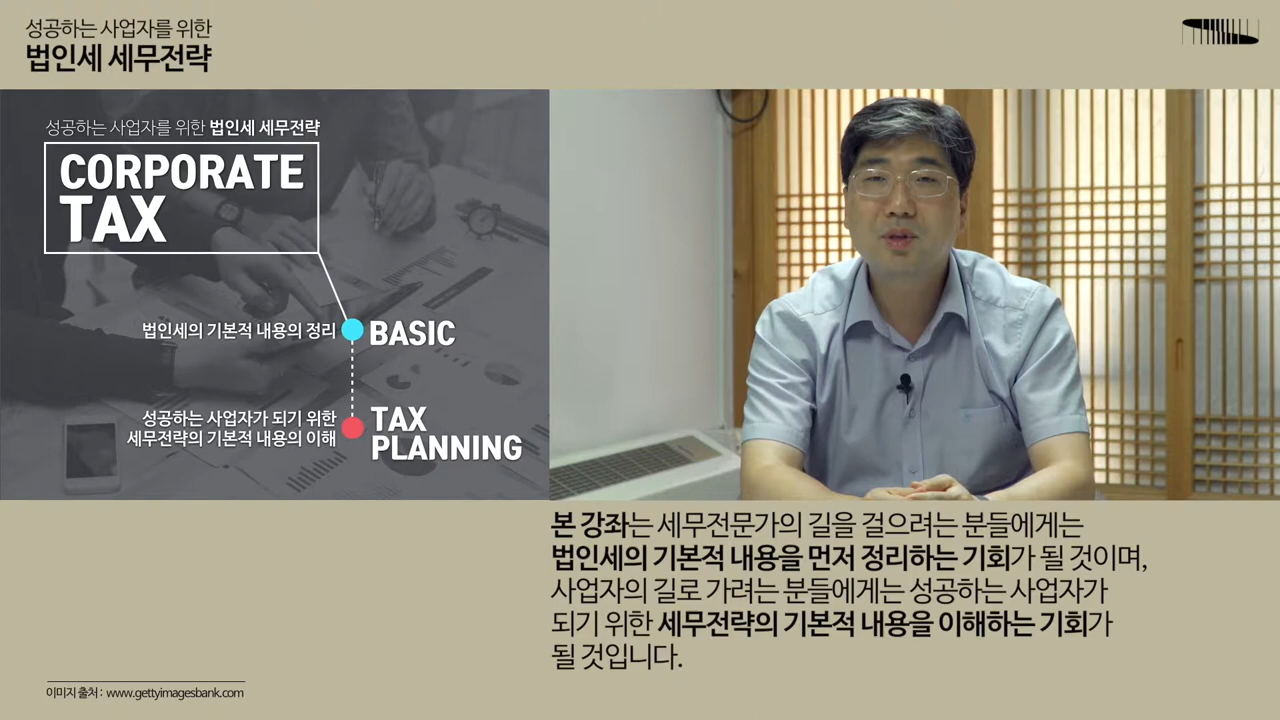 성공하는 사업자를 위한
법인세 세무전략
성공하는 사업자를 위한 법인세 세무전략
CORPORATE
TAX
법인세의 기본적 내용의 정리
BASIC
성공하는 사업자가 되기 위한
세무전략의 기본적 내용의 이해
TAX
PLANNING
본 강좌는 세무전문가의 길을 걸으려는 분들에게는
법인세의 기본적 내용을 먼저 정리하는 기회가 될 것이며,
사업자의 길로 가려는 분들에게는 성공하는 사업자가
되기 위한 세무전략의 기본적 내용을 이해하는 기회가
될 것입니다.
이미지 출처 : www.gettyimagesbank.com